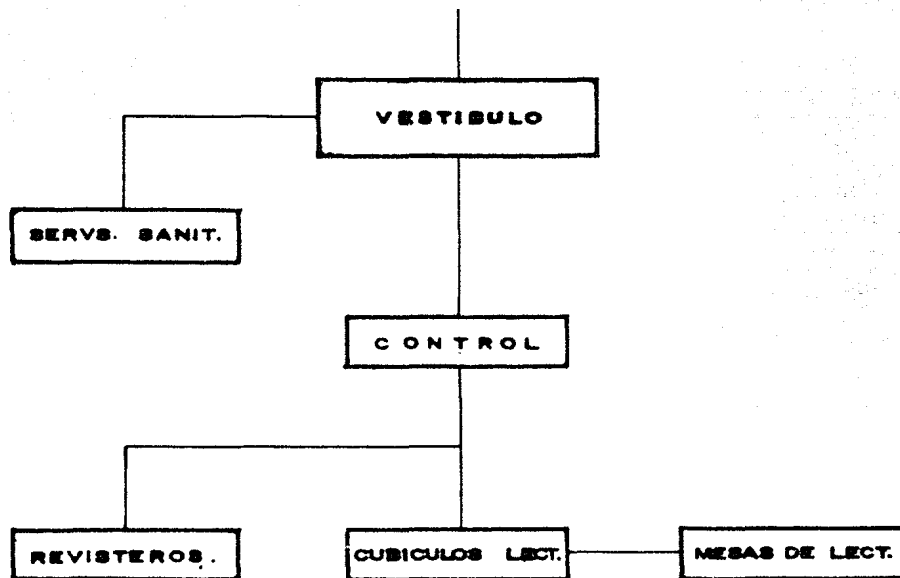 VESTIBULO
SERVS. SANIT.
CONTROL
REVISTEROS.
CUBICULOS LECT.
MESAS DE LECT.